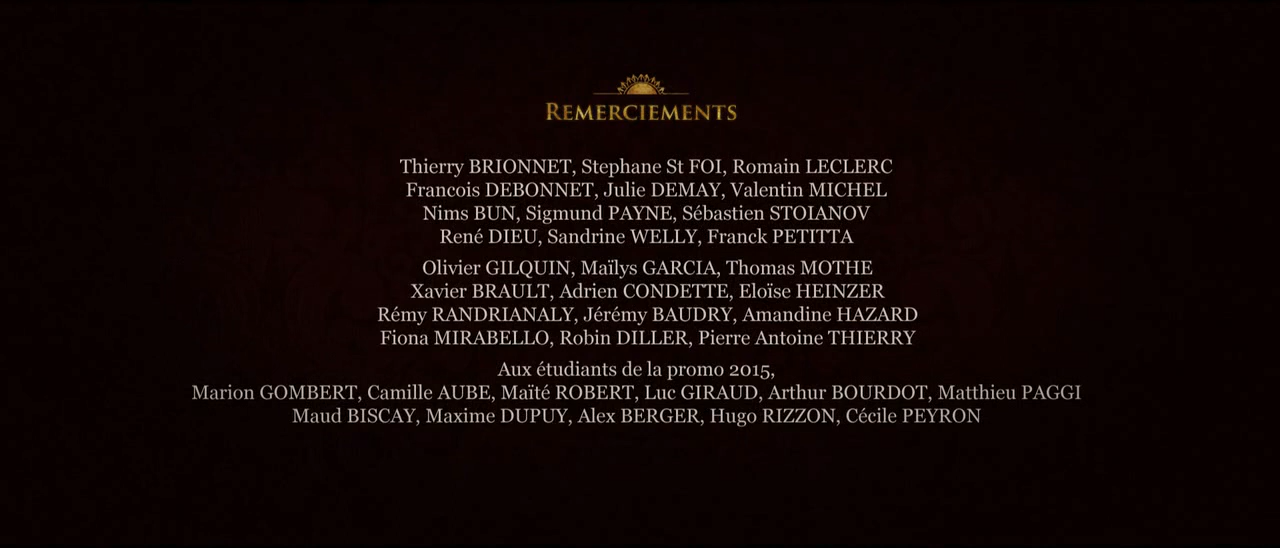 REMERCIEMENTS
Thierry BRIONNET, Stephane St FOI, Romain LECLERC
Francois DEBONNET, Julie DEMAY, Valentin MICHEL
Nims BUN, Sigmund PAYNE, Sébastien STOIANOV
René DIEU, Sandrine WELLY, Franck PETITTA
Olivier GILQUIN, Maïlys GARCIA, Thomas MOTHE
Xavier BRAULT, Adrien CONDETTE, Eloïse HEINZER
Rémy RANDRIANALY, Jérémy BAUDRY, Amandine HAZARD
Fiona MIRABELLO, Robin DILLER, Pierre Antoine THIERRY
Aux étudiants de la promo 2015,
Marion GOMBERT, Camille AUBE, Maïté ROBERT, Luc GIRAUD, Arthur BOURDOT, Matthieu PAGGI
Maud BISCAY, Maxime DUPUY, Alex BERGER, Hugo RIZZON, Cécile PEYRON